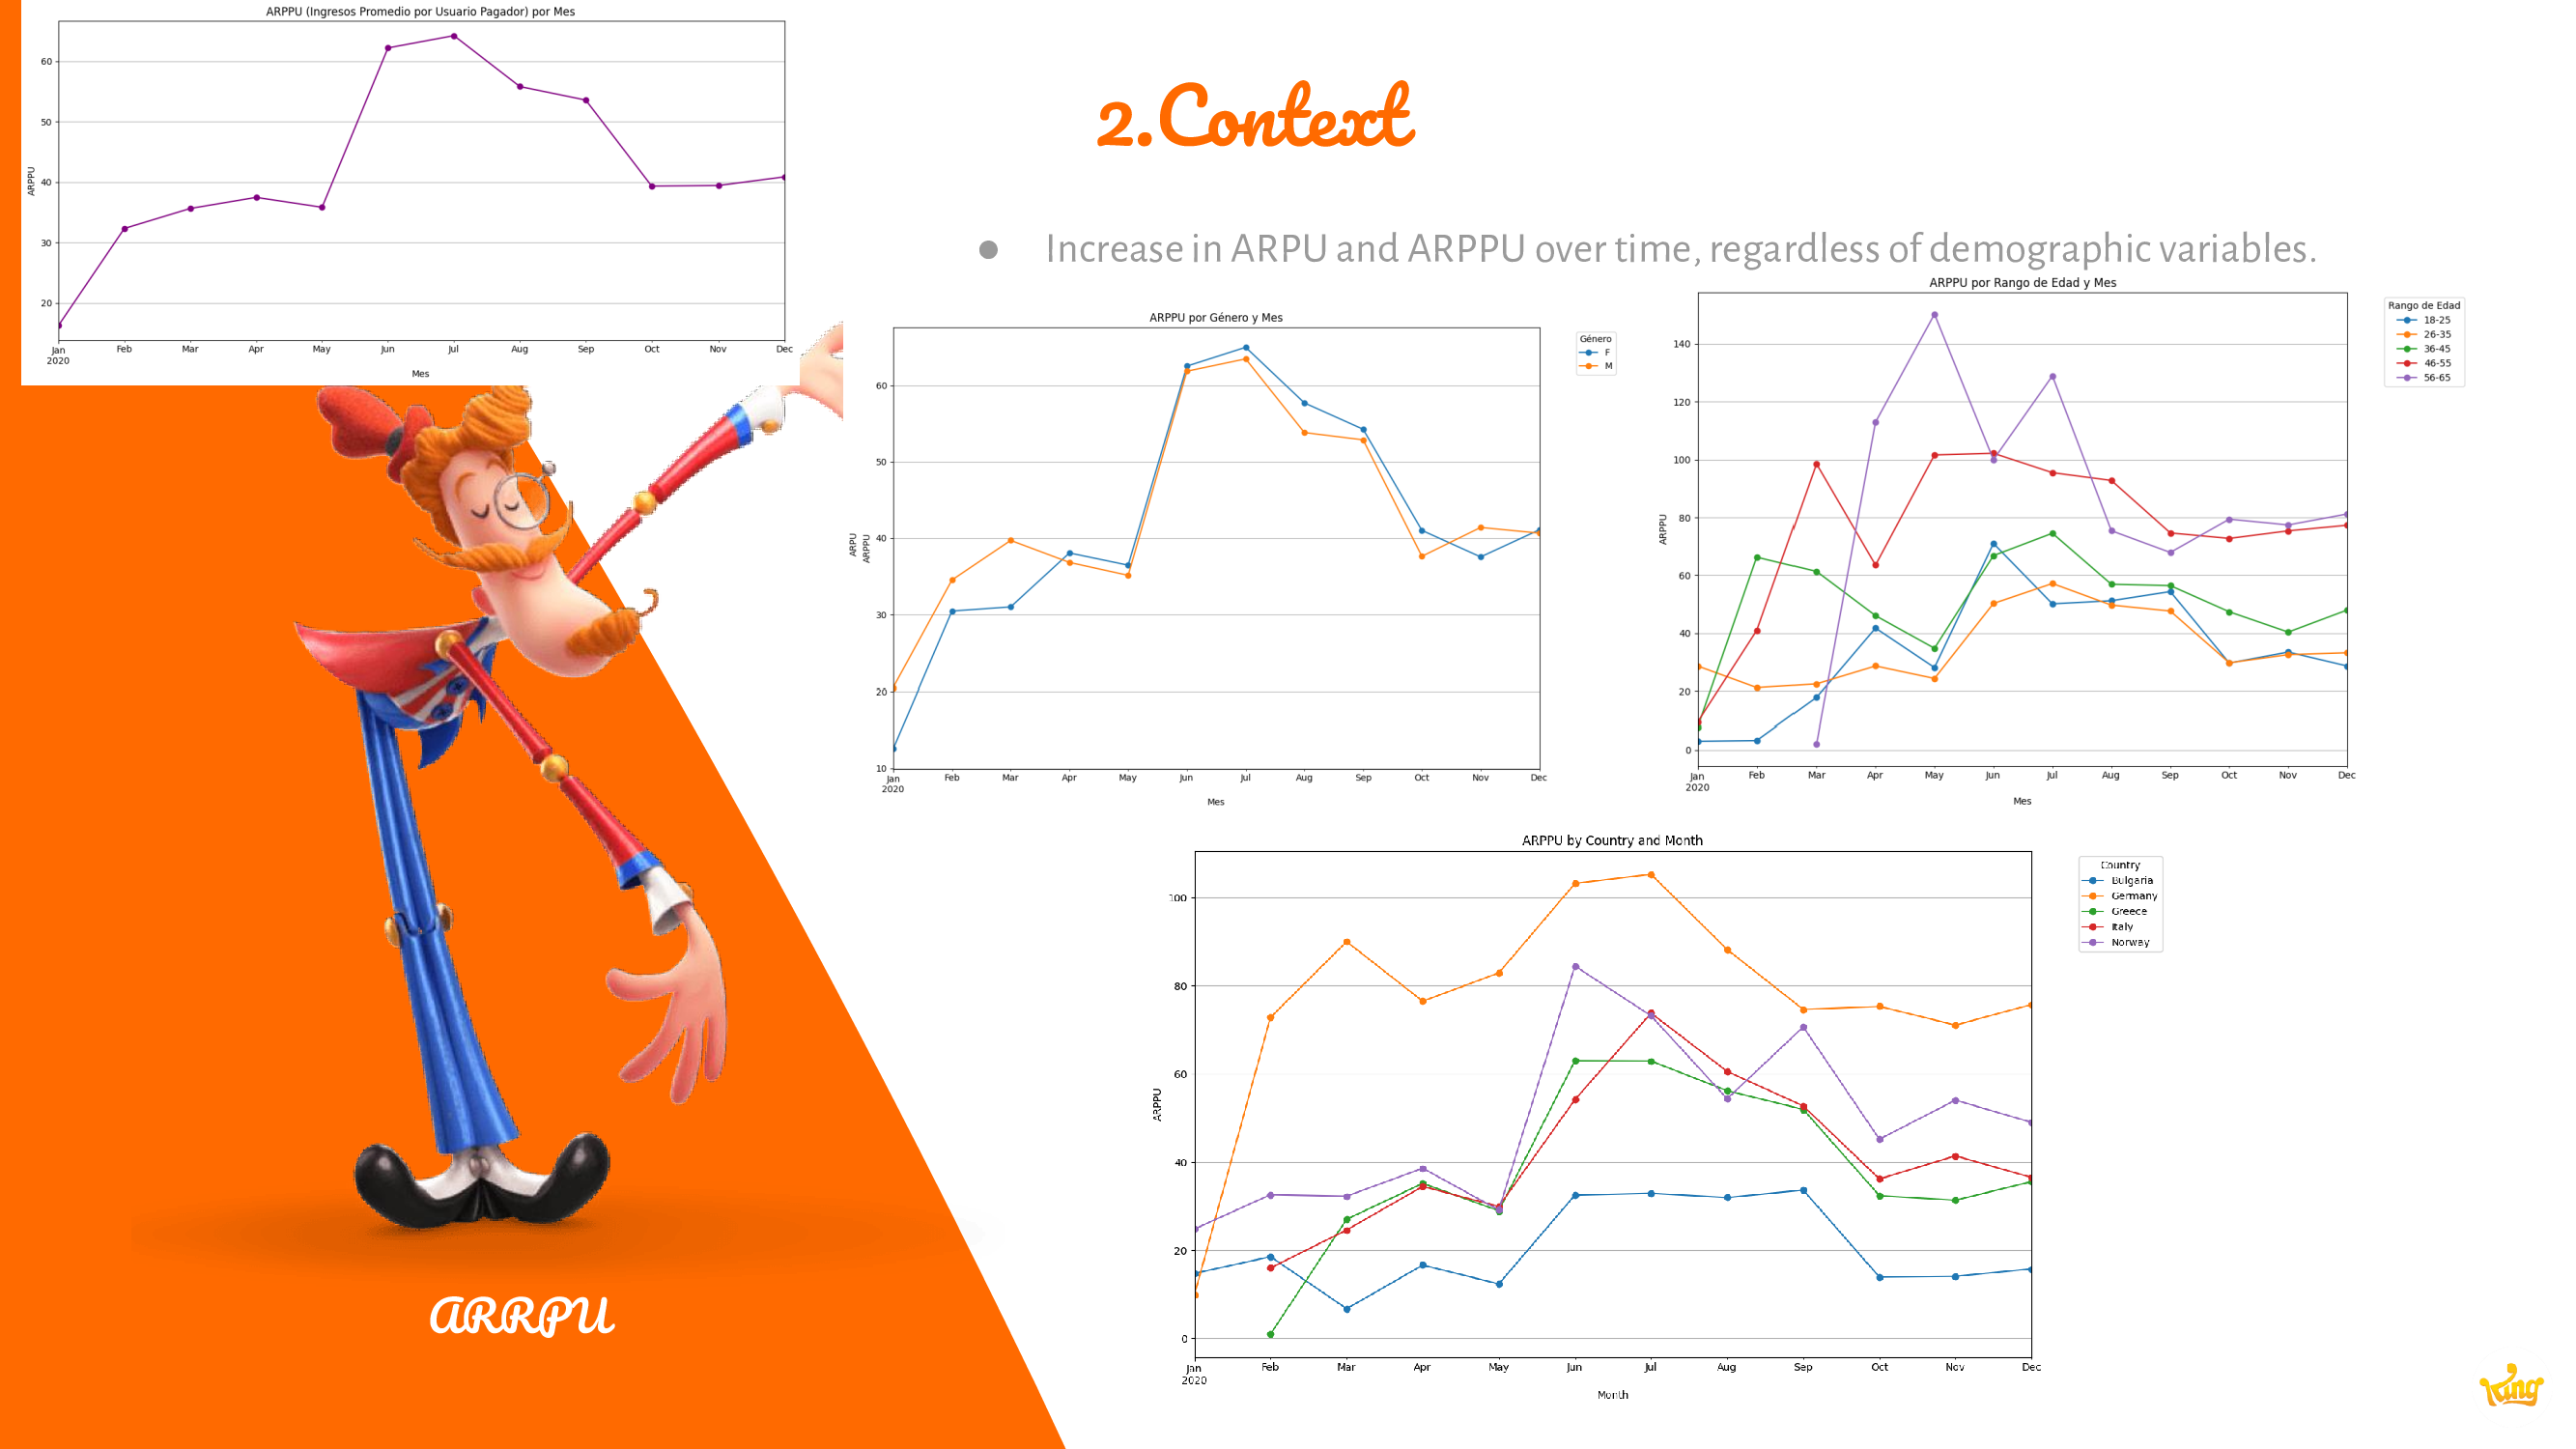 ARPPU (Ingresos Promedio por Usuario Pagador) por Mes
60
50
40
30
20
ARPPU
Jan Feb Mar Apr May Jun Jul Aug Sep Oct Nov Dec
2020
Mes
2.Context
● Increase in ARPU and ARPPU over time, regardless of demographic variables.
ARPPU por Género y Mes
Género
F
M
60
50
40
30
20
10
ARPU
ARPPU
Jan Feb Mar Apr May Jun Jul Aug Sep Oct Nov Dec
2020
Mes
ARPPU por Rango de Edad y Mes
Rango de Edad
18-25
26-35
36-45
46-55
56-65
140
120
100
80
60
40
20
0
ARPPU
Jan Feb Mar Apr May Jun Jul Aug Sep Oct Nov Dec
2020
Mes
ARPPU by Country and Month
Country
Bulgaria
Germany
Greece
Italy
Norway
100
80
60
40
20
0
ARPPU
Jan Feb Mar Apr May Jun Jul Aug Sep Oct Nov Dec
2020
Month
ARRPU
King